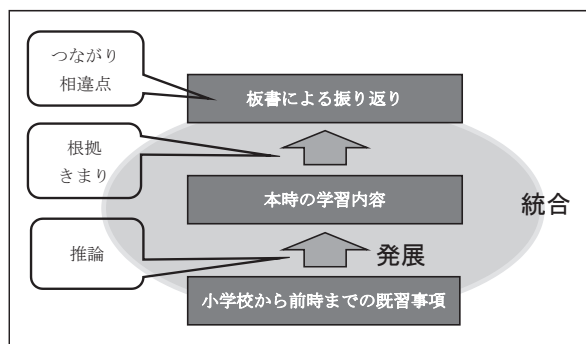 つながり
相違点
板書による振り返り
根拠
きまり
本時の学習内容
統合
推論
発展
小学校から前時までの既習事項